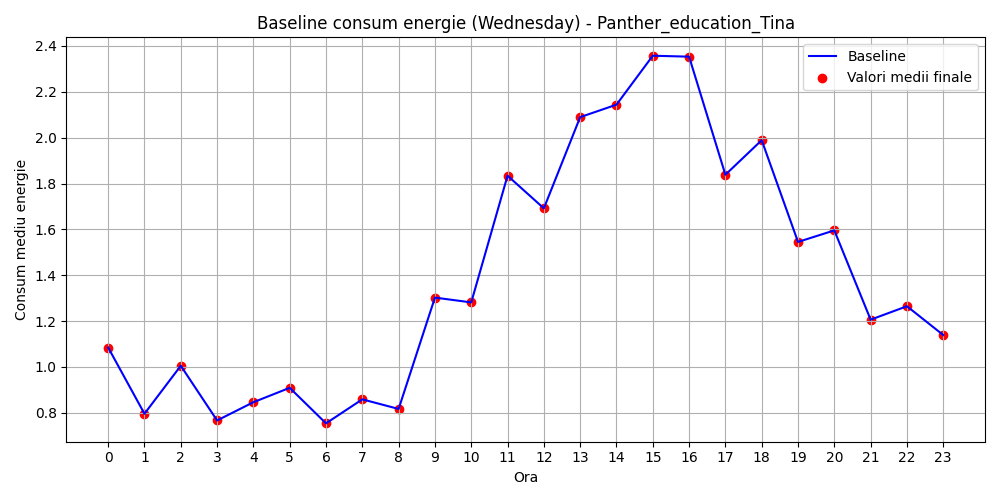 Baseline consum energie (Wednesday) - Panther_education_Tina
Baseline
Valori medii finale
Consum mediu energie
2.4
2.2
2.0
1.8
1.6
1.4
1.2
1.0
0.8
0 1 2 3 4 5 6 7 8 9 10 11 12 13 14 15 16 17 18 19 20 21 22 23
Ora